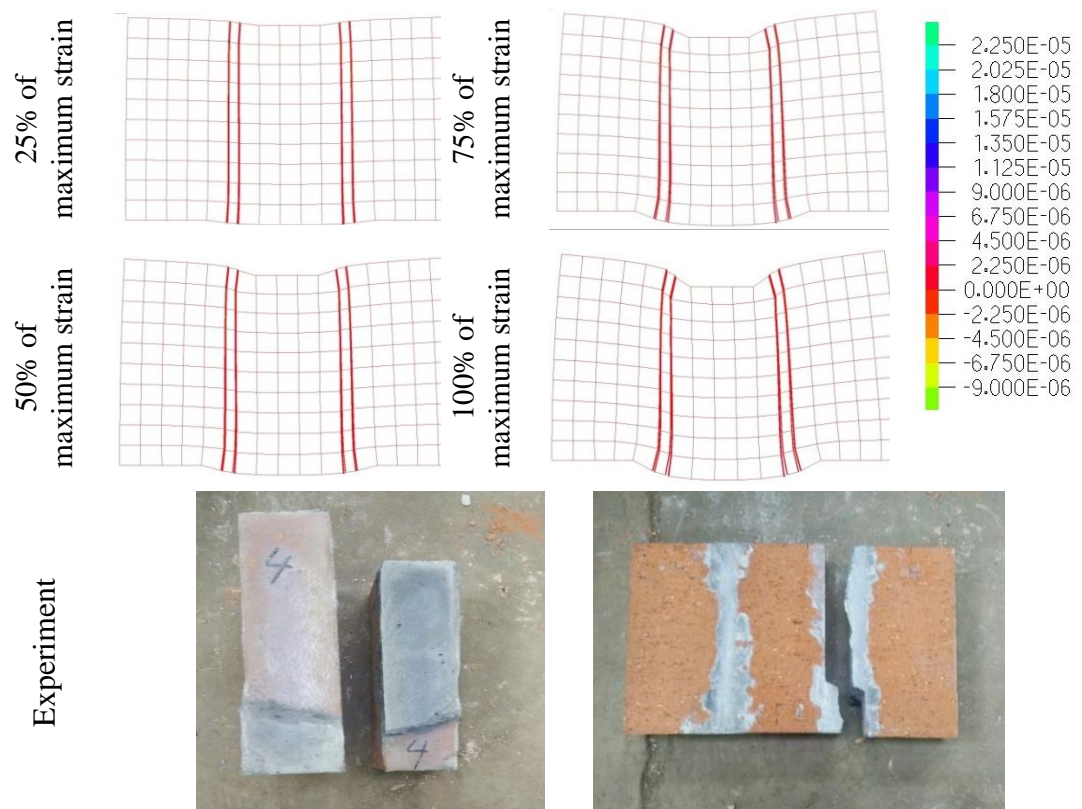 25% of
maximum strain
75% of
maximum strain
50% of
maximum strain
100% of
maximum strain
2.250E-05
2.025E-05
1.800E-05
1.575E-05
1.350E-05
1.125E-05
9.000E-06
6.750E-06
4.500E-06
2.250E-06
0.000E+00
-2.250E-06
-4.500E-06
-6.750E-06
-9.000E-06
Experiment
4
4